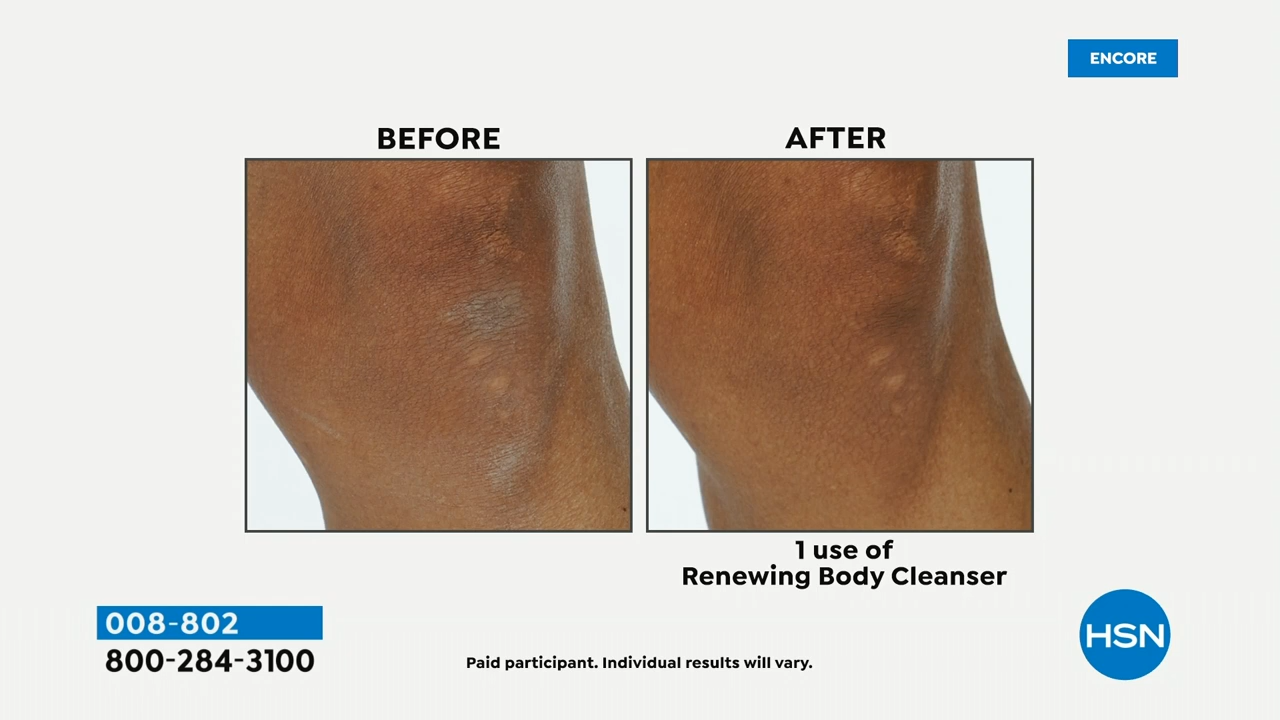 ENCORE
BEFORE
AFTER
1 use of
Renewing Body Cleanser
008-802
800-284-3100
Paid participant. Individual results will vary.
HSN